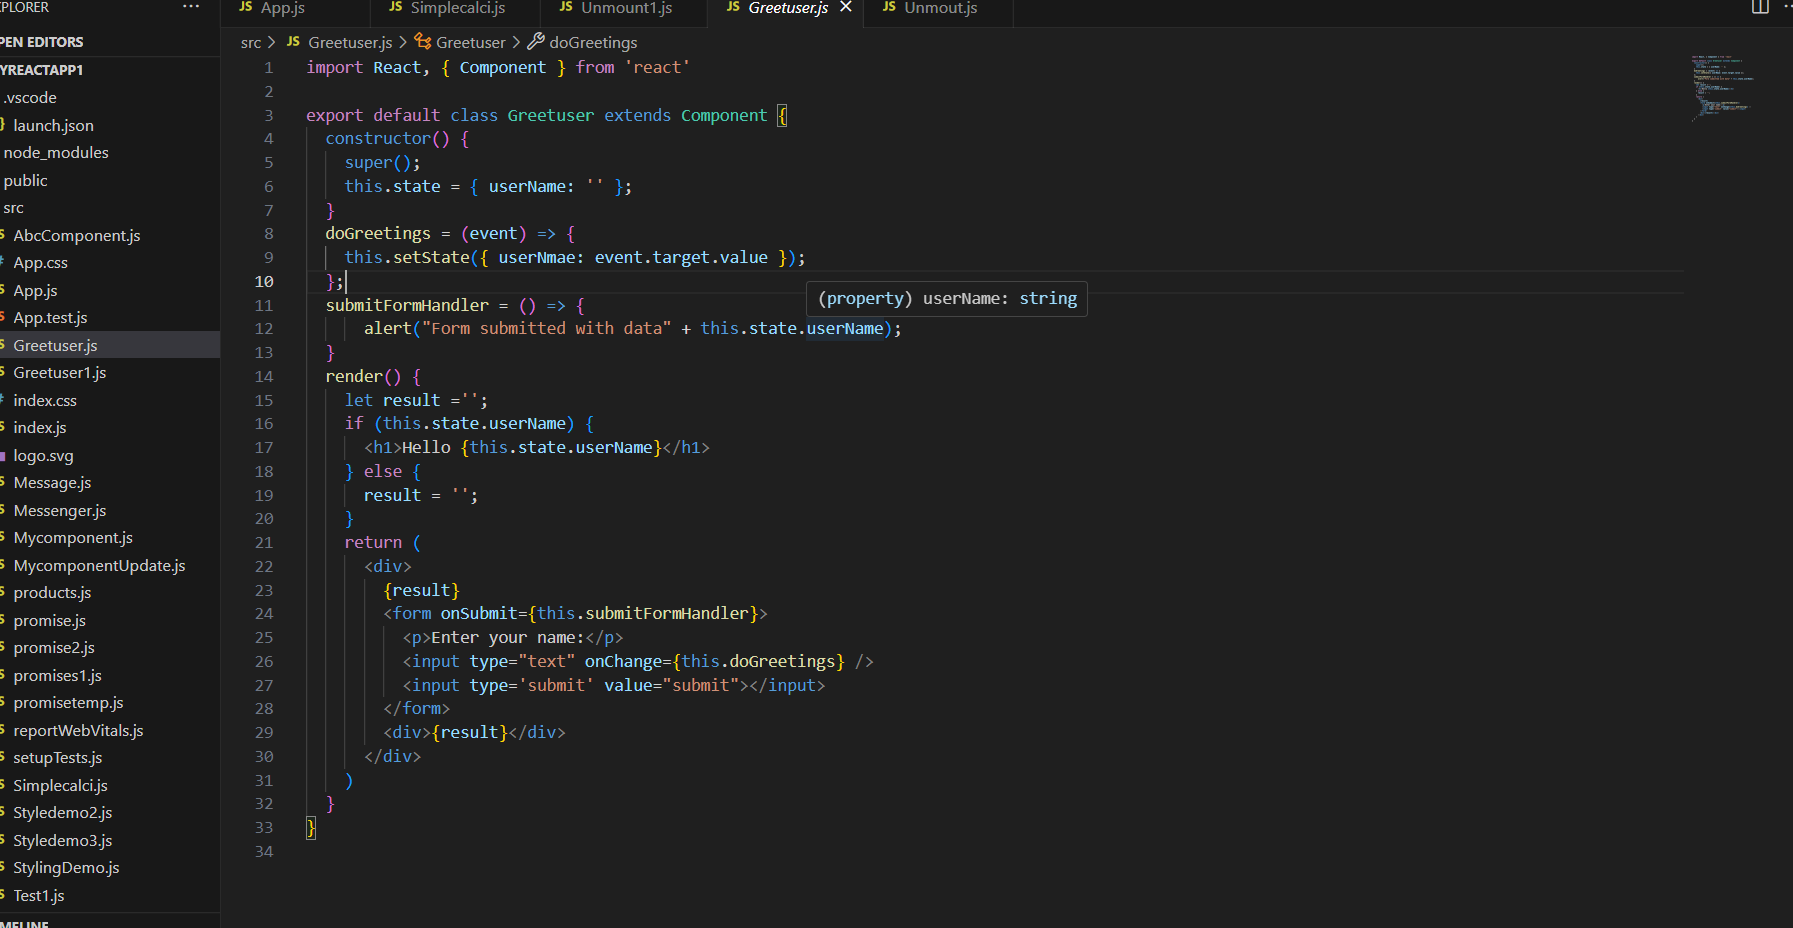 PLORER ···
JS App.js JS Simplecalci.js JS Unmount1.js JS Greetuser.js × JS Unmout.js
PEN EDITORS
src > JS Greetuser.js > Greetuser > doGreetings
YREACTAPP1
.vscode
} launch.json
node_modules
public
src
AbcComponent.js
# App.css
App.js
App.test.js
Greetuser.js
Greetuser1.js
# index.css
index.js
logo.svg
Message.js
Messenger.js
Mycomponent.js
MycomponentUpdate.js
products.js
promise.js
promise2.js
promises1.js
promisetemp.js
reportWebVitals.js
setupTests.js
Simplecalci.js
Styledemo2.js
Styledemo3.js
StylingDemo.js
Test1.js
MELINE
1 import React, { Component } from 'react'
2
3 export default class Greetuser extends Component {
4 constructor() {
5 super();
6 this.state = { userName: '' };
7 }
8 doGreetings = (event) => {
9 this.setState({ userNmae: event.target.value });
10 };
(property) userName: string
11 submitFormHandler = () => {
12 alert("Form submitted with data" + this.state.userName);
13 }
14 render() {
15 let result ='';
16 if (this.state.userName) {
17 <h1>Hello {this.state.userName}</h1>
18 } else {
19 result = '';
20 }
21 return (
22 <div>
23 {result}
24 <form onSubmit={this.submitFormHandler}>
25 <p>Enter your name:</p>
26 <input type="text" onChange={this.doGreetings} />
27 <input type='submit' value="submit"></input>
28 </form>
29 <div>{result}</div>
30 </div>
31 )
32 }
33 }
34